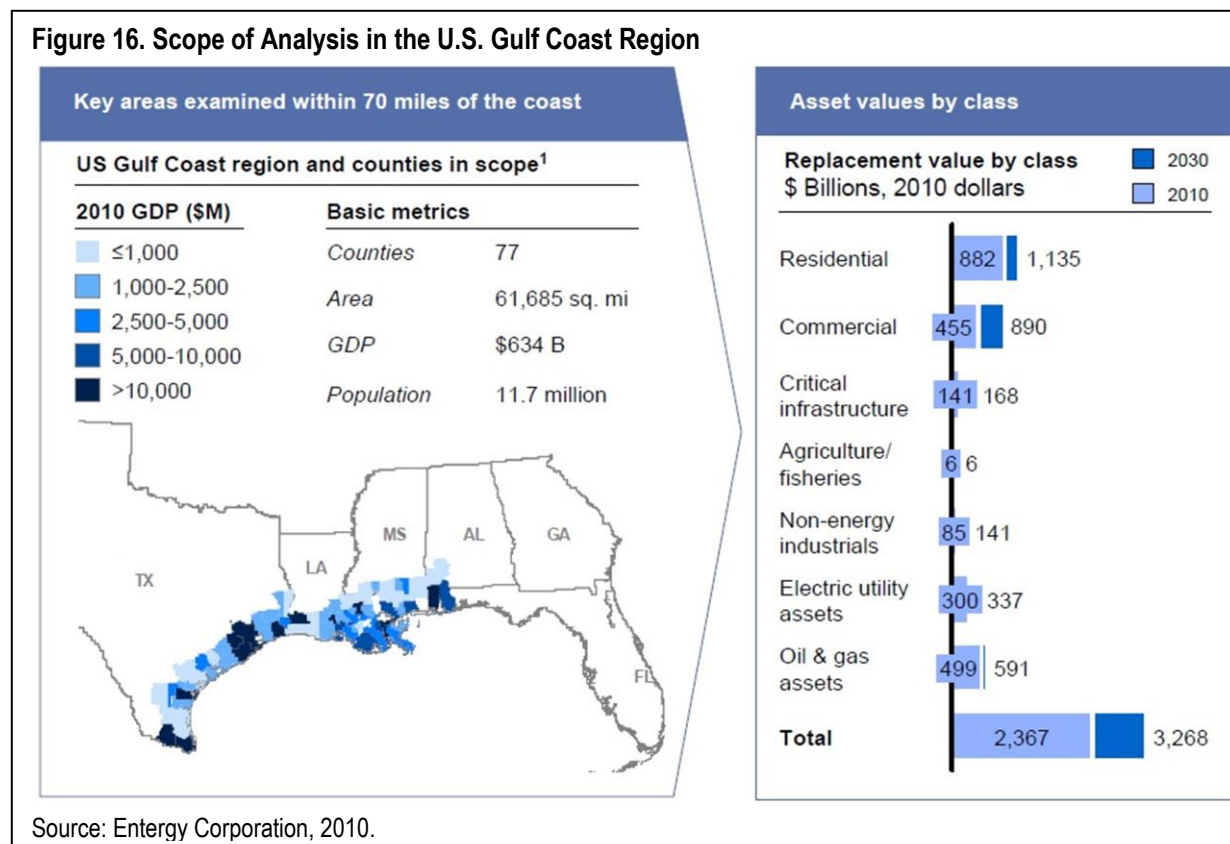 Figure 16. Scope of Analysis in the U.S. Gulf Coast Region
Key areas examined within 70 miles of the coast
US Gulf Coast region and counties in scope¹
2010 GDP ($M)
≤1,000
1,000-2,500
2,500-5,000
5,000-10,000
>10,000
Basic metrics
Counties 77
Area 61,685 sq. mi
GDP $634 B
Population 11.7 million
TX
LA
MS
AL
GA
FL
Asset values by class
Replacement value by class
$ Billions, 2010 dollars
2030
2010
Residential 882 1,135
Commercial 455 890
Critical
infrastructure 141 168
Agriculture/
fisheries 6 6
Non-energy
industrials 85 141
Electric utility
assets 300 337
Oil & gas
assets 499 591
Total 2,367 3,268
Source: Entergy Corporation, 2010.